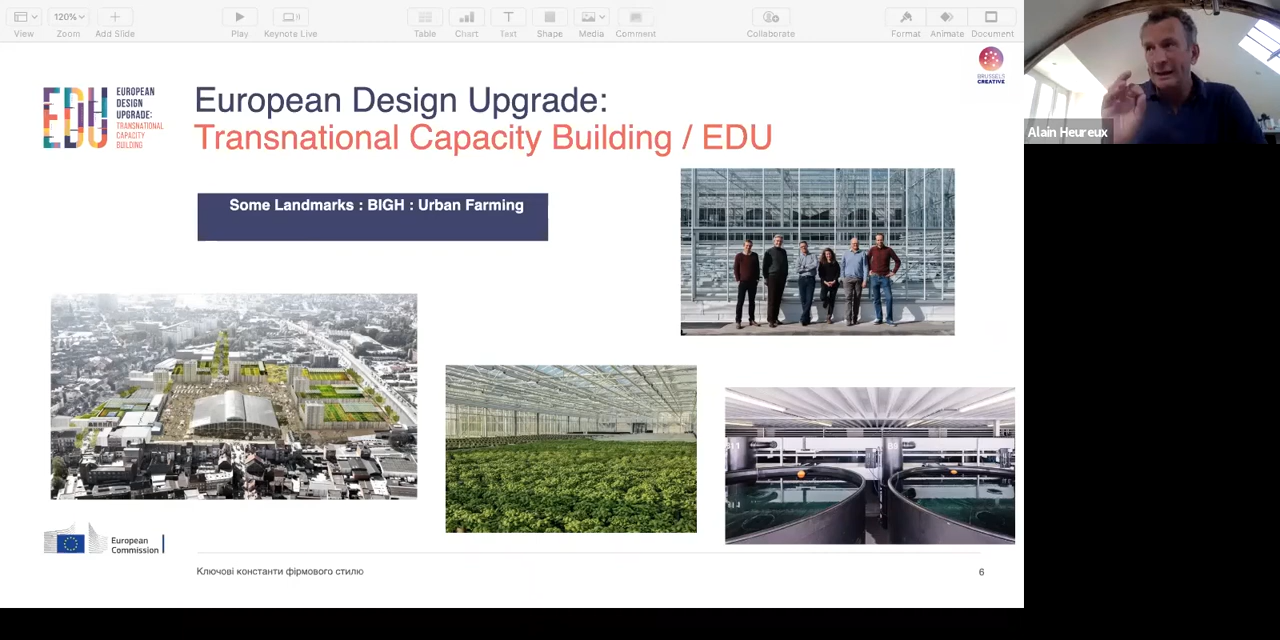 View
120%
Zoom
Add Slide
Play
Keynote Live
Table
Chart
Text
Shape
Media
Comment
Collaborate
Format
Animate
Document
BRUSSELS
CREATIVE
Alain Heureux
EDU
EUROPEAN
DESIGN
UPGRADE:
TRANSNATIONAL
CAPACITY
BUILDING
European Design Upgrade:
Transnational Capacity Building / EDU
Some Landmarks : BIGH : Urban Farming
European
Commission
Ключові константи фірмового стилю
6